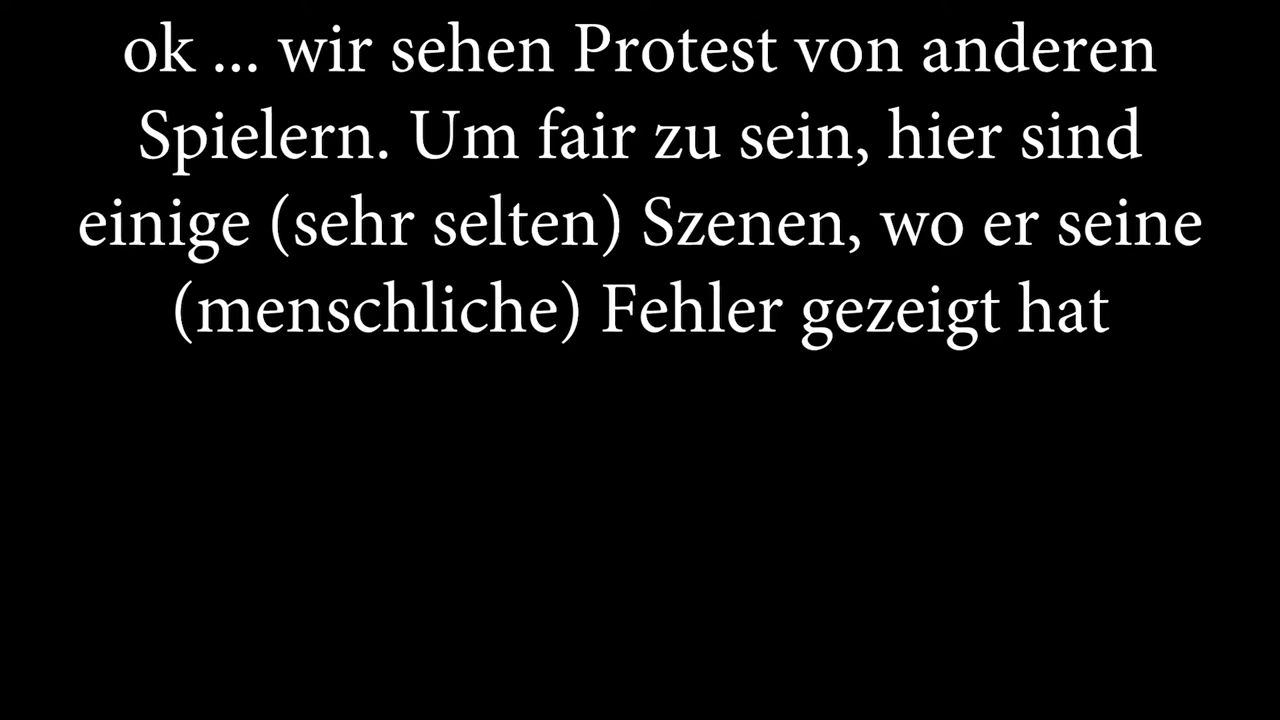 ok ... wir sehen Protest von anderen
Spielern. Um fair zu sein, hier sind
einige (sehr selten) Szenen, wo er seine
(menschliche) Fehler gezeigt hat